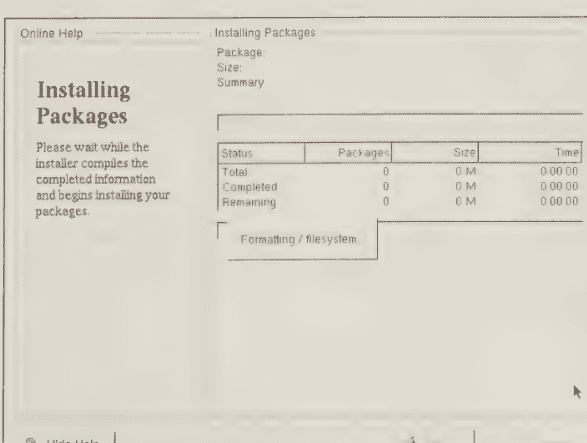 Online Help
Installing Packages
Please wait while the
installer compiles the
completed information
and begins installing your
packages.
Hide Help
Installing Packages
Package:
Size:
Summary
Status Packages Size Time
Total 0 0 M 0:00:00
Completed 0 0 M 0:00:00
Remaining 0 0 M 0:00:00
Formatting / filesystem